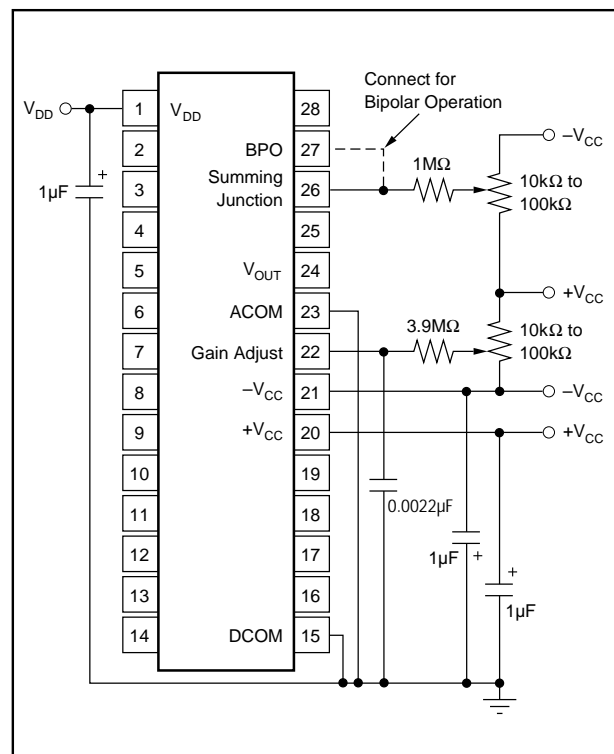 Connect for
Bipolar Operation
V_DD
1
V_DD
28
–V_CC
2
BPO
27
1µF
+
3
Summing
Junction
26
1MΩ
10kΩ to
100kΩ
4
25
5
V_OUT
24
+V_CC
6
ACOM
23
3.9MΩ
10kΩ to
100kΩ
7
Gain Adjust
22
8
–V_CC
21
–V_CC
9
+V_CC
20
+V_CC
10
19
0.0022µF
11
18
12
17
1µF
+
13
16
1µF
+
14
DCOM
15